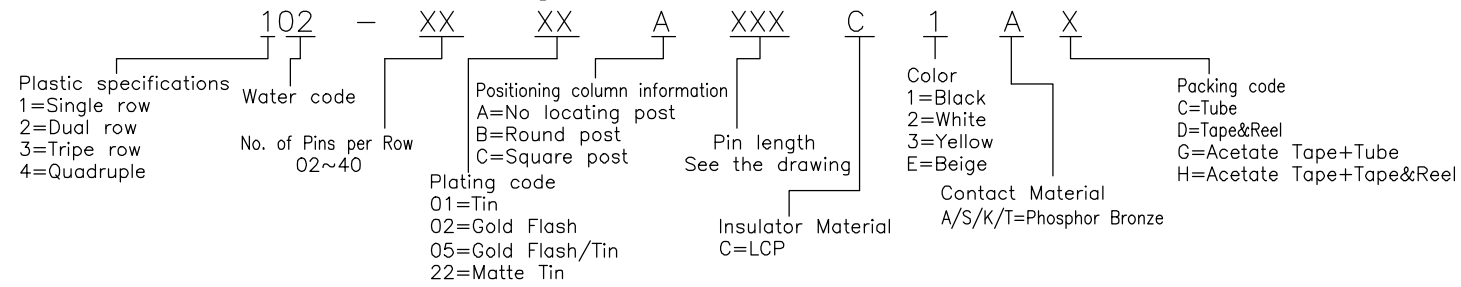 102 - XX XX A XXX C 1 A X
Plastic specifications
1=Single row
2=Dual row
3=Tripe row
4=Quadruple
Water code
No. of Pins per Row
02~40
Plating code
01=Tin
02=Gold Flash
05=Gold Flash/Tin
22=Matte Tin
Positioning column information
A=No locating post
B=Round post
C=Square post
Pin length
See the drawing
Insulator Material
C=LCP
Color
1=Black
2=White
3=Yellow
E=Beige
Contact Material
A/S/K/T=Phosphor Bronze
Packing code
C=Tube
D=Tape&Reel
G=Acetate Tape+Tube
H=Acetate Tape+Tape&Reel